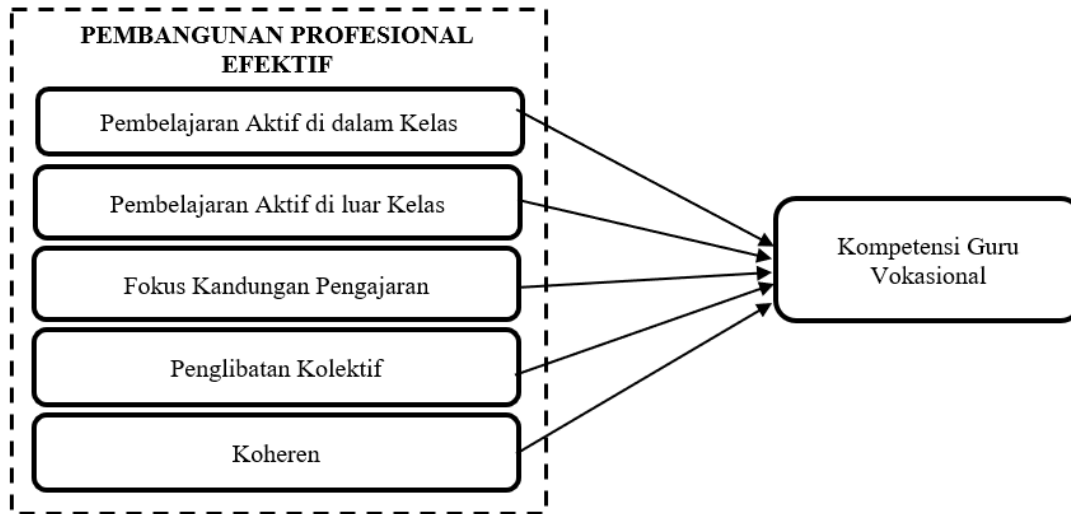 PEMBANGUNAN PROFESIONAL
EFEKTIF
Pembelajaran Aktif di dalam Kelas
Pembelajaran Aktif di luar Kelas
Fokus Kandungan Pengajaran
Penglibatan Kolektif
Koheren
Kompetensi Guru
Vokasional